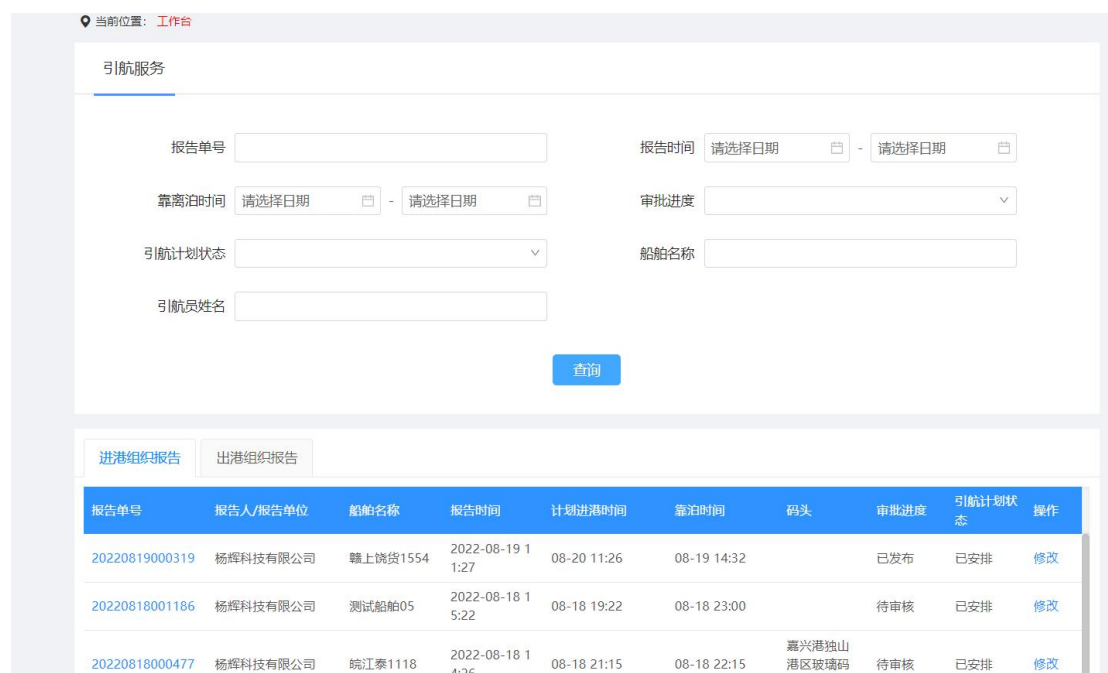 当前位置： 工作台
引航服务
报告单号
报告时间 请选择日期 - 请选择日期
靠离泊时间 请选择日期 - 请选择日期
审批进度
引航计划状态
船舶名称
引航员姓名
查询
进港组织报告 出港组织报告
报告单号 报告人/报告单位 船舶名称 报告时间 计划进港时间 靠泊时间 码头 审批进度 引航计划状
态 操作
20220819000319 杨辉科技有限公司 赣上饶货1554 2022-08-19 1
1:27 08-20 11:26 08-19 14:32 已发布 已安排 修改
20220818001186 杨辉科技有限公司 测试船舶05 2022-08-18 1
5:22 08-18 19:22 08-18 23:00 待审核 已安排 修改
20220818000477 杨辉科技有限公司 皖江泰1118 2022-08-18 1
08-18 21:15 08-18 22:15 嘉兴港独山
港区玻璃码 待审核 已安排 修改